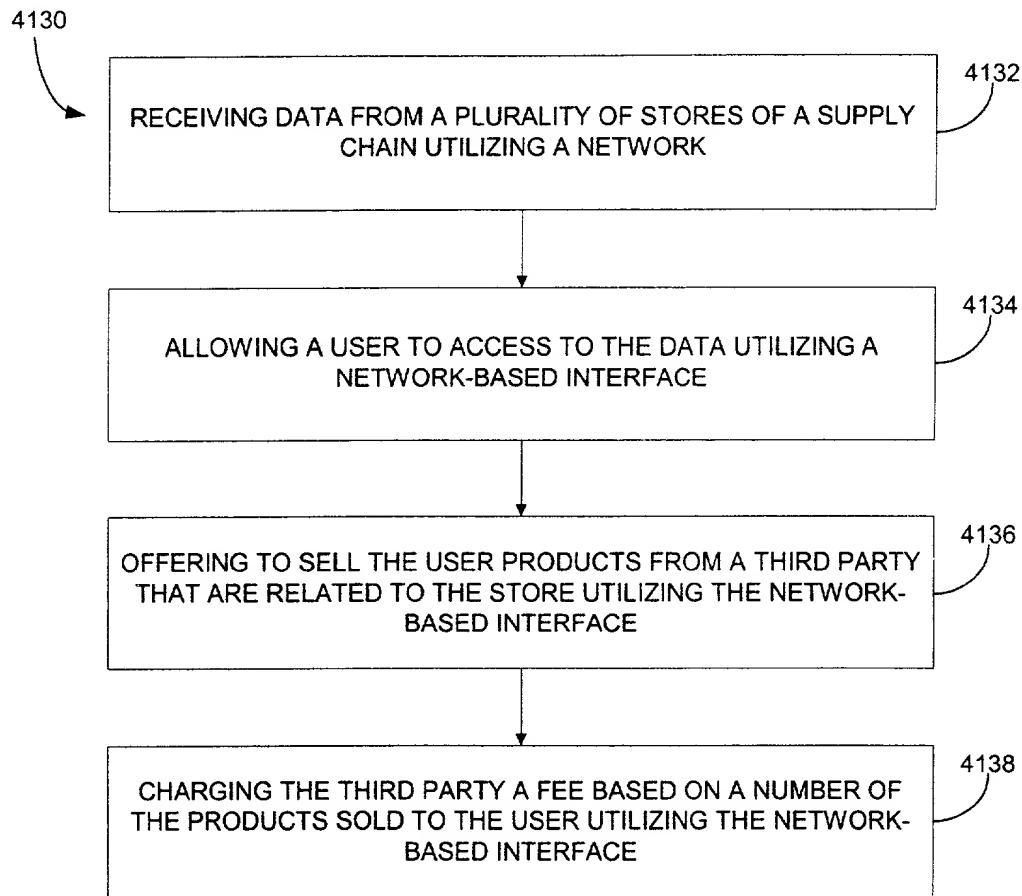 4130
4132
RECEIVING DATA FROM A PLURALITY OF STORES OF A SUPPLY
CHAIN UTILIZING A NETWORK
4134
ALLOWING A USER TO ACCESS TO THE DATA UTILIZING A
NETWORK-BASED INTERFACE
4136
OFFERING TO SELL THE USER PRODUCTS FROM A THIRD PARTY
THAT ARE RELATED TO THE STORE UTILIZING THE NETWORK-
BASED INTERFACE
4138
CHARGING THE THIRD PARTY A FEE BASED ON A NUMBER OF
THE PRODUCTS SOLD TO THE USER UTILIZING THE NETWORK-
BASED INTERFACE